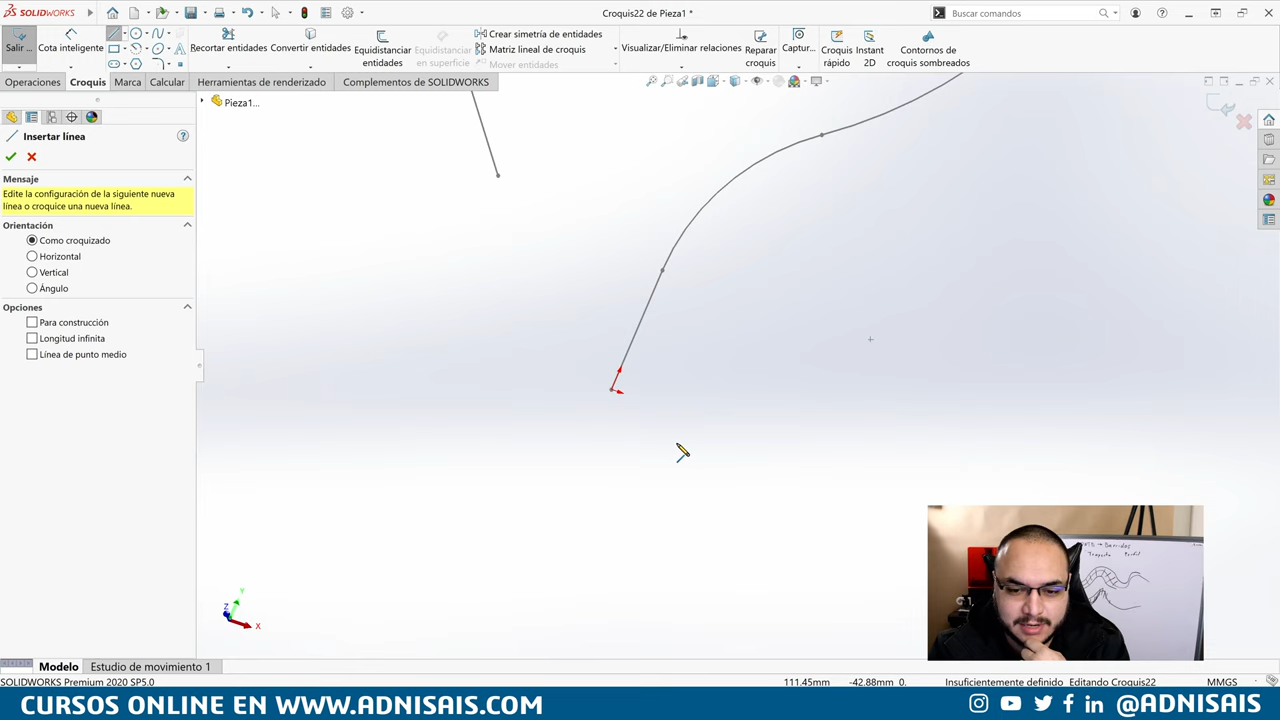 SOLIDWORKS
Croquis22 de Pieza1 *
Buscar comandos
Salir ...
Cota inteligente
Recortar entidades
Convertir entidades
Equidistanciar entidades
Equidistanciar en superficie
Crear simetría de entidades
Matriz lineal de croquis
Mover entidades
Visualizar/Eliminar relaciones
Reparar croquis
Captur...
Croquis rápido
Instant 2D
Contornos de croquis sombreados
Operaciones
Croquis
Marca
Calcular
Herramientas de renderizado
Complementos de SOLIDWORKS
Pieza1...
Insertar línea
Mensaje
Edite la configuración de la siguiente nueva
línea o croquice una nueva línea.
Orientación
Como croquizado
Horizontal
Vertical
Ángulo
Opciones
Para construcción
Longitud infinita
Línea de punto medio
Y
Z
X
Trayecto Perfil
Modelo
Estudio de movimiento 1
SOLIDWORKS Premium 2020 SP5.0
111.45mm
-42.88mm 0.
Insuficientemente definido
Editando Croquis22
MMGS
CURSOS ONLINE EN WWW.ADNISAIS.COM
@ADNISAIS